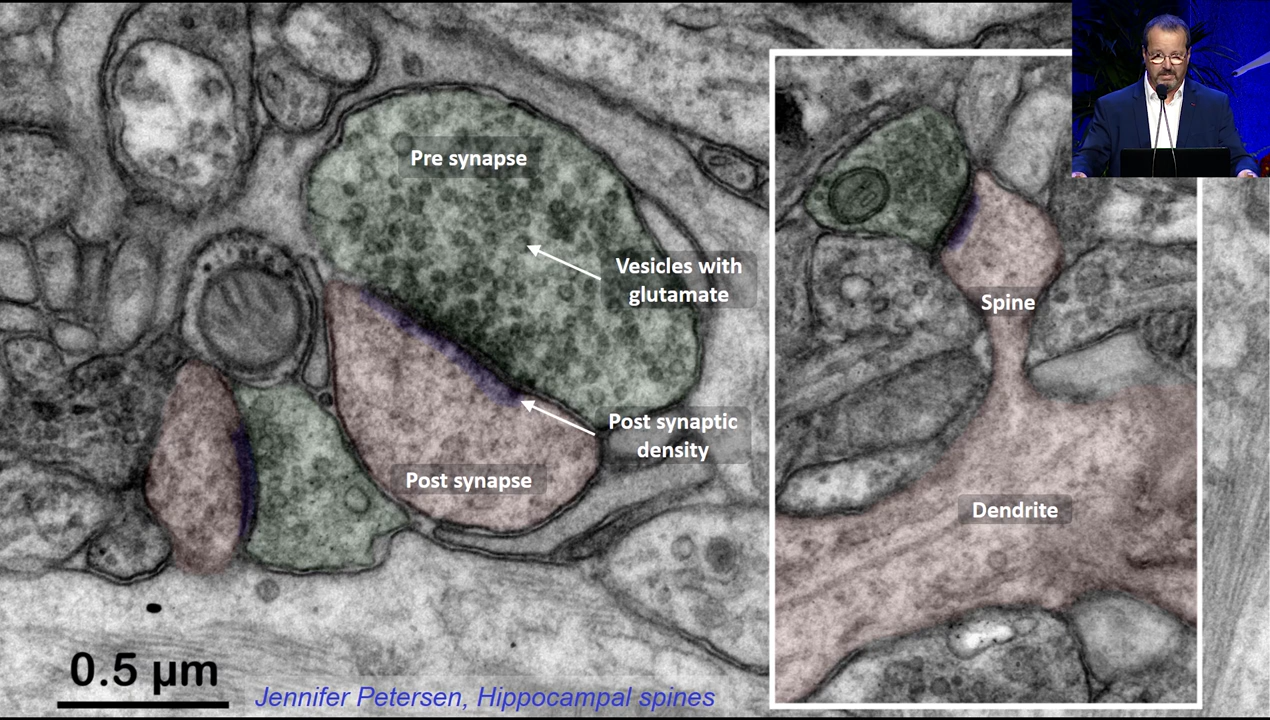 Pre synapse
Vesicles with
glutamate
Post synaptic
density
Post synapse
Spine
Dendrite
0.5 µm
Jennifer Petersen, Hippocampal spines